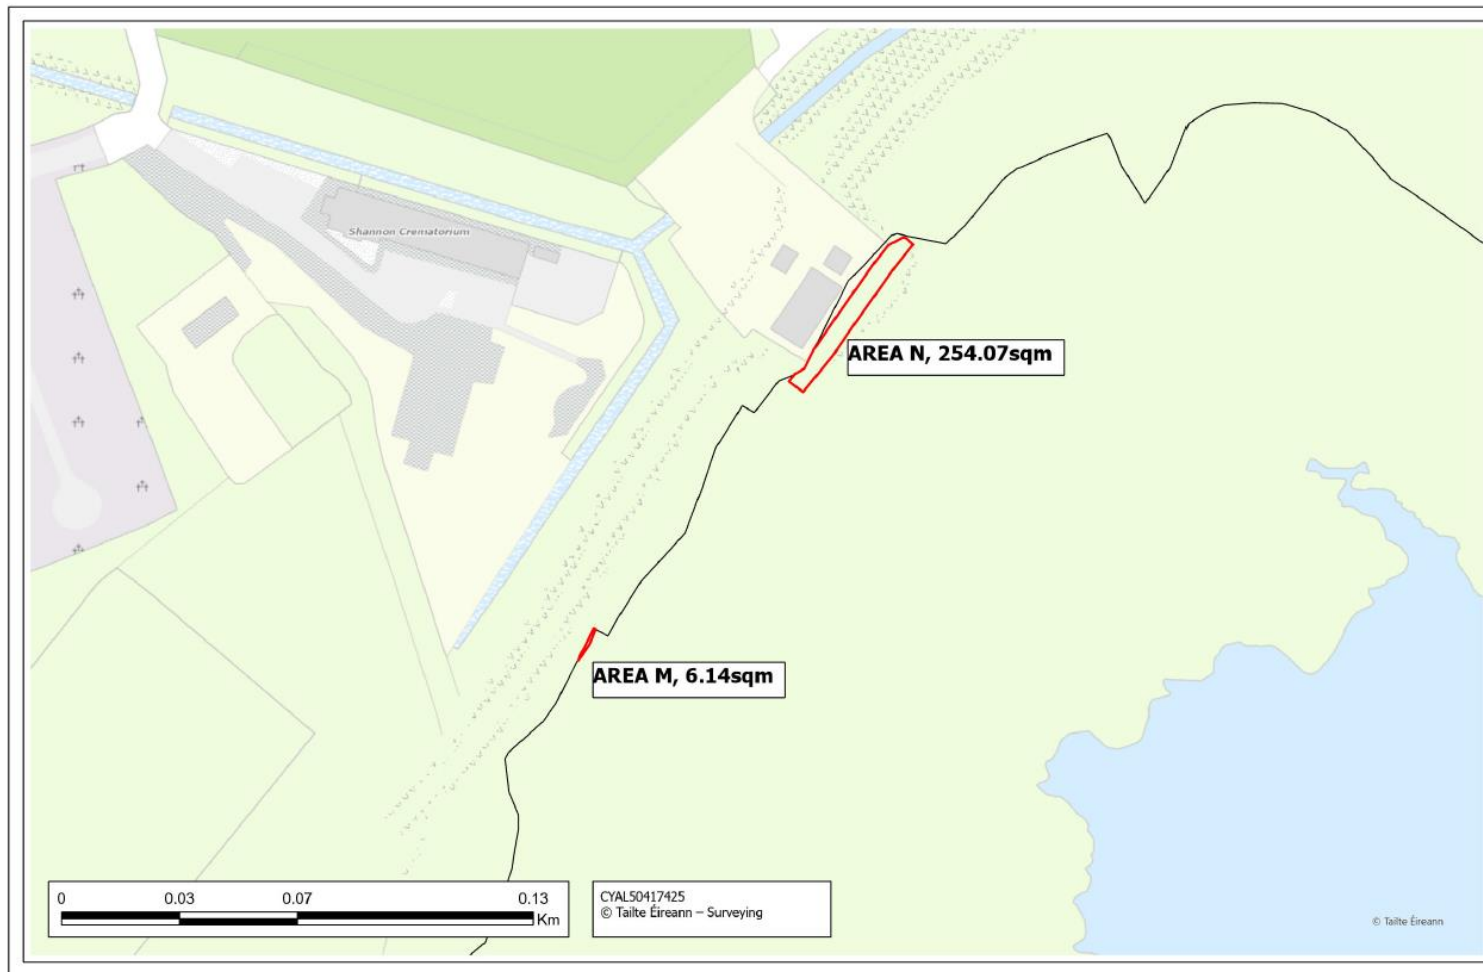 Shannon Crematorium
AREA N, 254.07sqm
AREA M, 6.14sqm
0 0.03 0.07 0.13
Km
CYAL50417425
© Tailte Éireann – Surveying
© Tailte Éireann